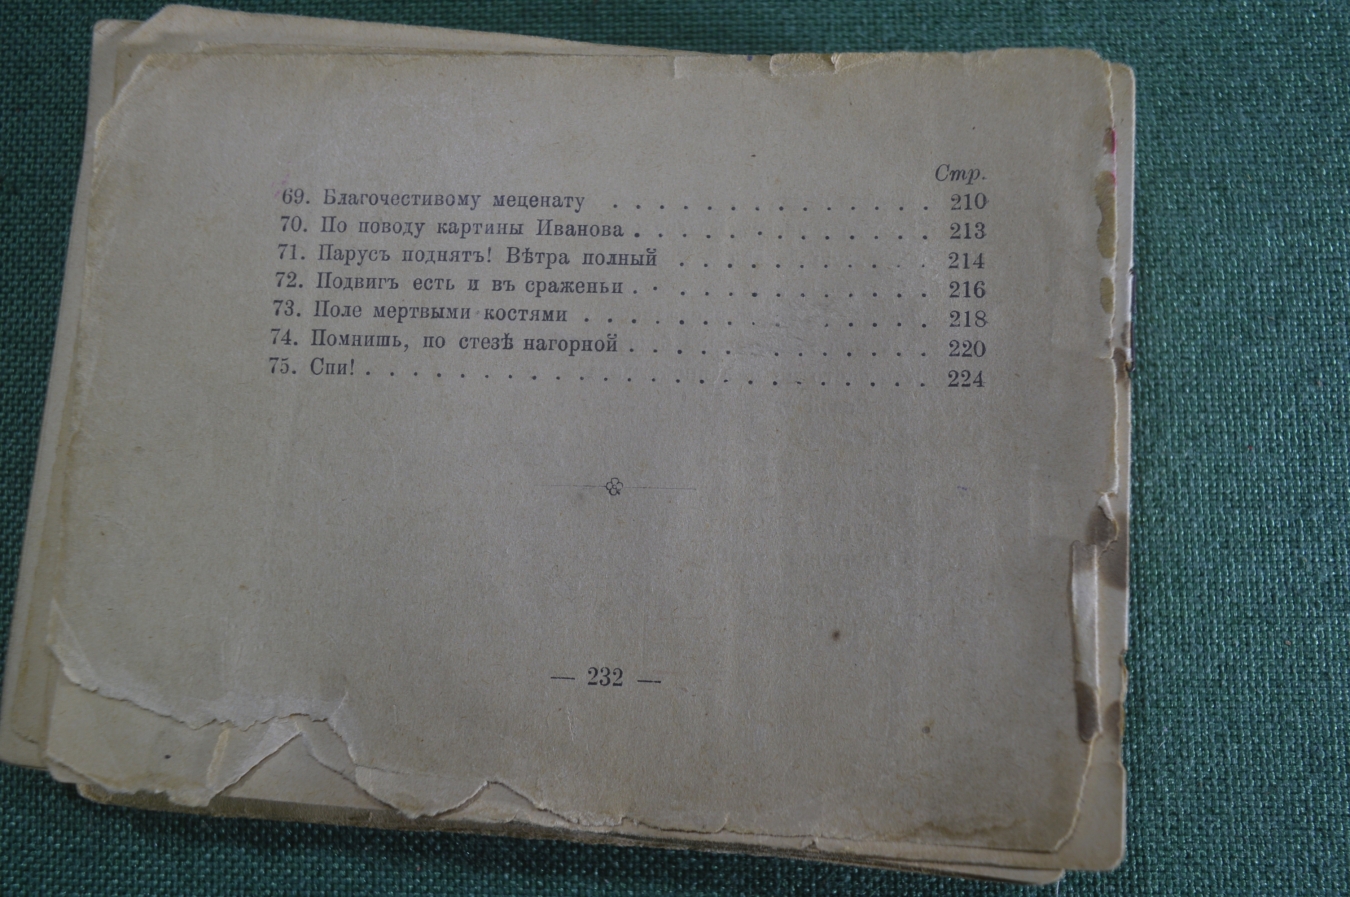 Стр.
69. Благочестивому меценату . . . . . . . . . . . . . . 210
70. По поводу картины Иванова . . . . . . . . . . . . . 213
71. Парусъ поднятъ! Вѣтра полный . . . . . . . . . . . 214
72. Подвигъ есть и въ сраженьи . . . . . . . . . . . . . 216
73. Поле мертвыми костями . . . . . . . . . . . . . . . 218
74. Помнишь, по стезѣ нагорной . . . . . . . . . . . . . 220
75. Спи! . . . . . . . . . . . . . . . . . . . . . . . . 224
— 232 —